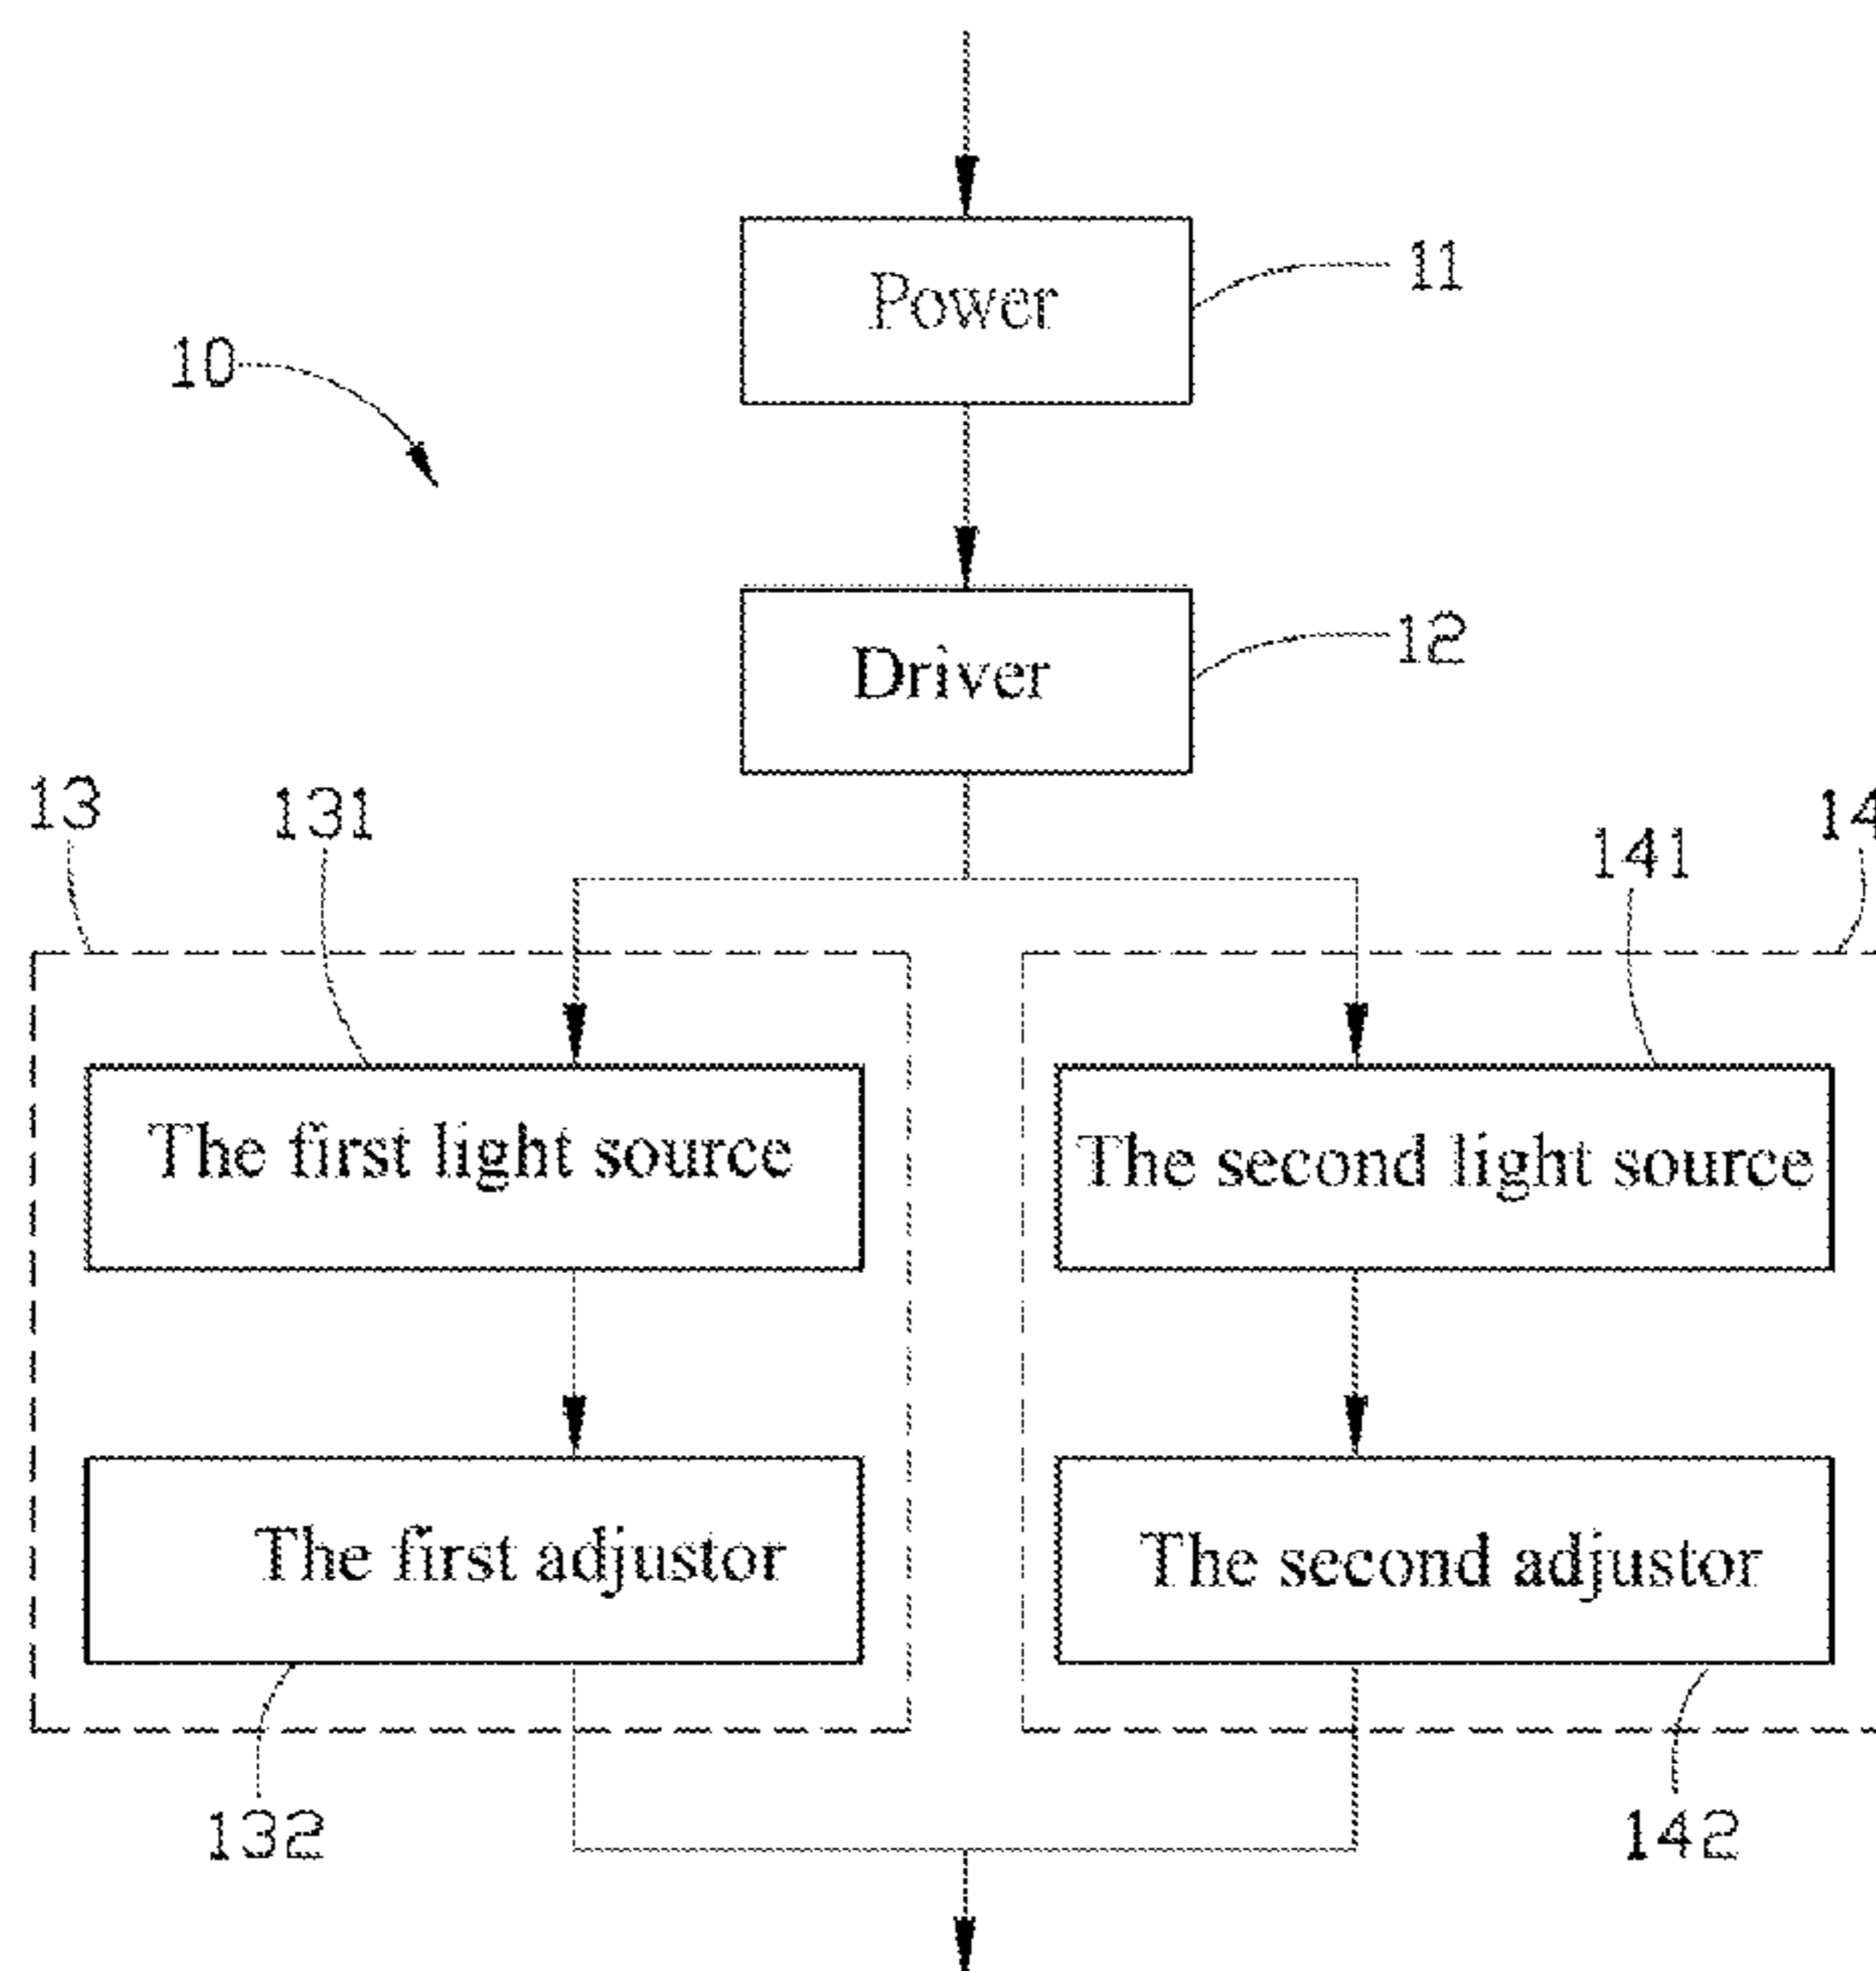 Power
11
10
Driver
12
13
131
141
14
The first light source
The second light source
The first adjustor
The second adjustor
132
142